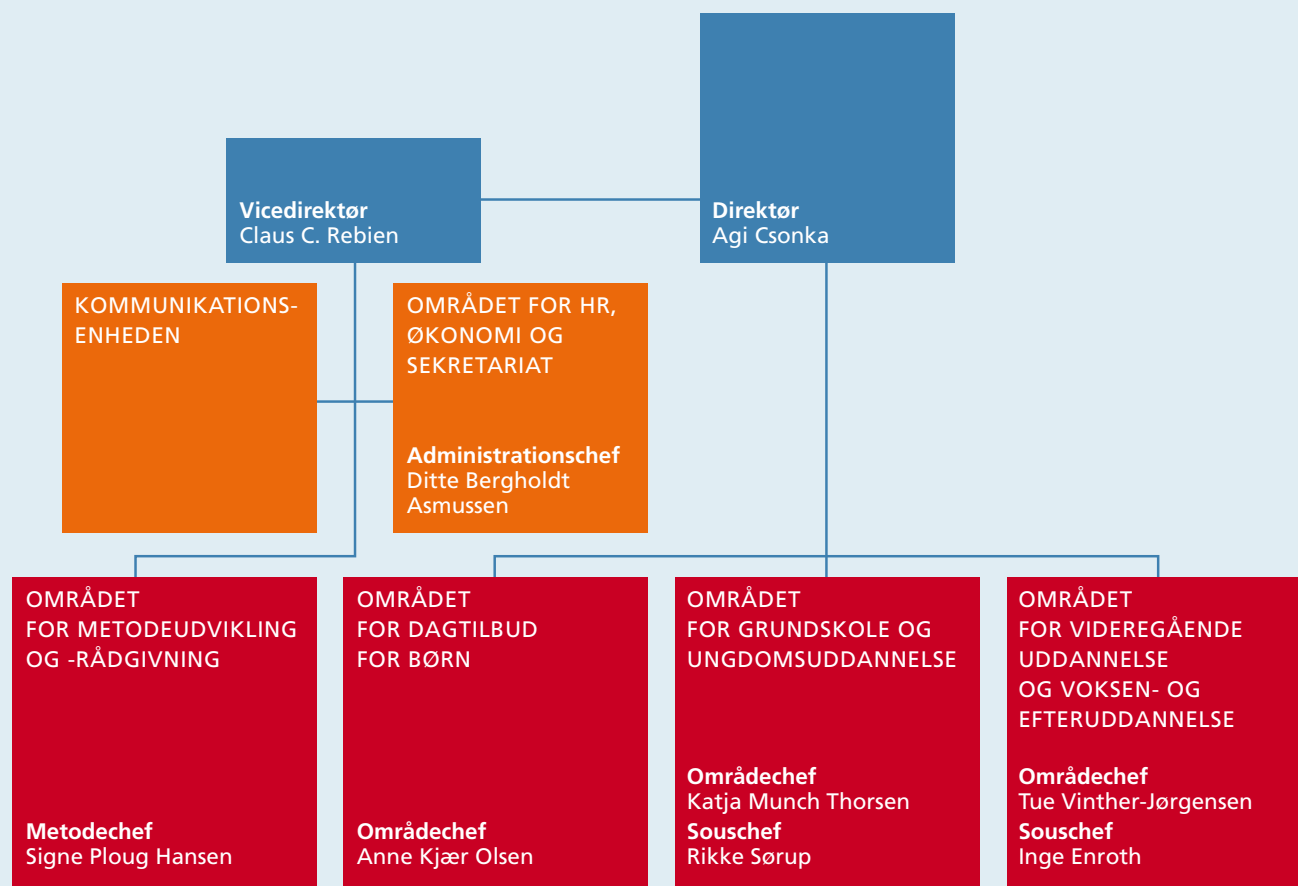 Vicedirektør
Claus C. Rebien
Direktør
Agi Csonka
KOMMUNIKATIONS-
ENHEDEN
OMRÅDET FOR HR,
ØKONOMI OG
SEKRETARIAT
Administrationschef
Ditte Bergholdt
Asmussen
OMRÅDET
FOR METODEUDVIKLING
OG -RÅDGIVNING
Metodechef
Signe Ploug Hansen
OMRÅDET
FOR DAGTILBUD
FOR BØRN
Områdechef
Anne Kjær Olsen
OMRÅDET
FOR GRUNDSKOLE OG
UNGDOMSUDDANNELSE
Områdechef
Katja Munch Thorsen
Souschef
Rikke Sørup
OMRÅDET
FOR VIDEREGÅENDE
UDDANNELSE
OG VOKSEN- OG
EFTERUDDANNELSE
Områdechef
Tue Vinther-Jørgensen
Souschef
Inge Enroth